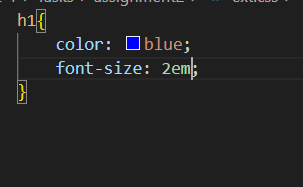 h1{
color: blue;
font-size: 2em;
}